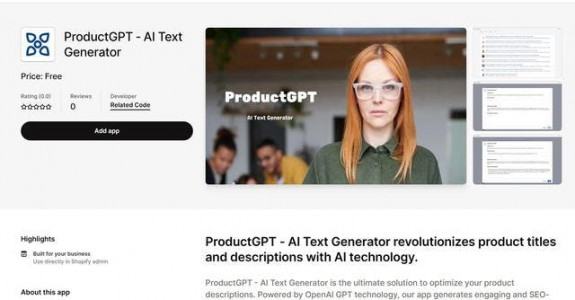 ProductGPT - AI Text
Generator
Price: Free
Rating (0.0)
Reviews
0
Developer
Related Code
Add app
ProductGPT
AI Text Generator
Highlights
Built for your business
Use directly in Shopify admin
About this app
ProductGPT - AI Text Generator revolutionizes product titles
and descriptions with AI technology.
ProductGPT - AI Text Generator is the ultimate solution to optimize your product
descriptions. Powered by OpenAI GPT technology, our app generates engaging and SEO-